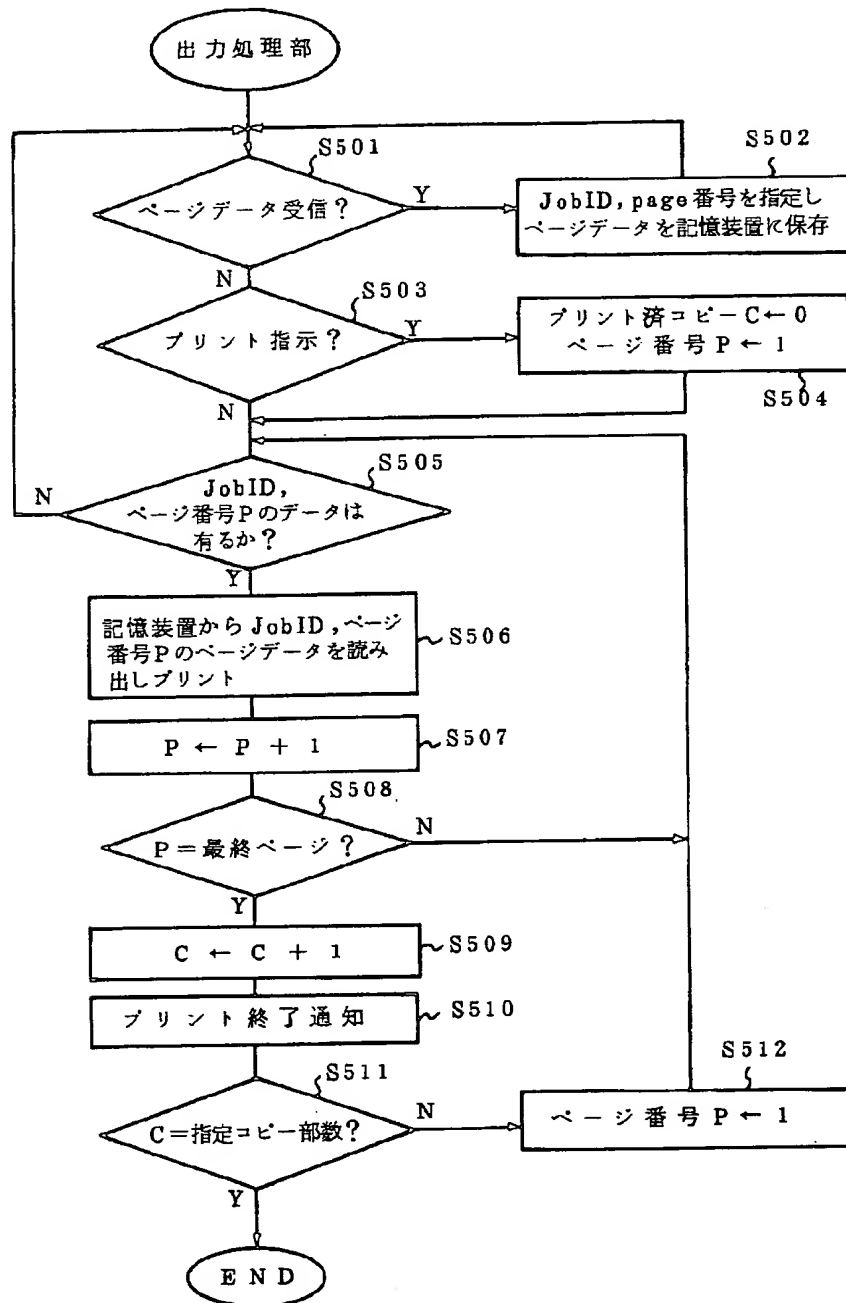 出力処理部
S501
ページデータ受信?
Y
N
S502
JobID, page番号を指定し
ページデータを記憶装置に保存
S503
プリント指示?
Y
N
プリント済コピーC←0
ページ番号P←1
S504
S505
JobID,
ページ番号Pのデータは
有るか?
N
Y
記憶装置からJobID,ページ
番号Pのページデータを読み
出しプリント
S506
P ← P + 1
S507
S508
P=最終ページ?
N
Y
C ← C + 1
S509
プリント終了通知
S510
S511
C=指定コピー部数?
N
Y
S512
ページ番号P←1
END